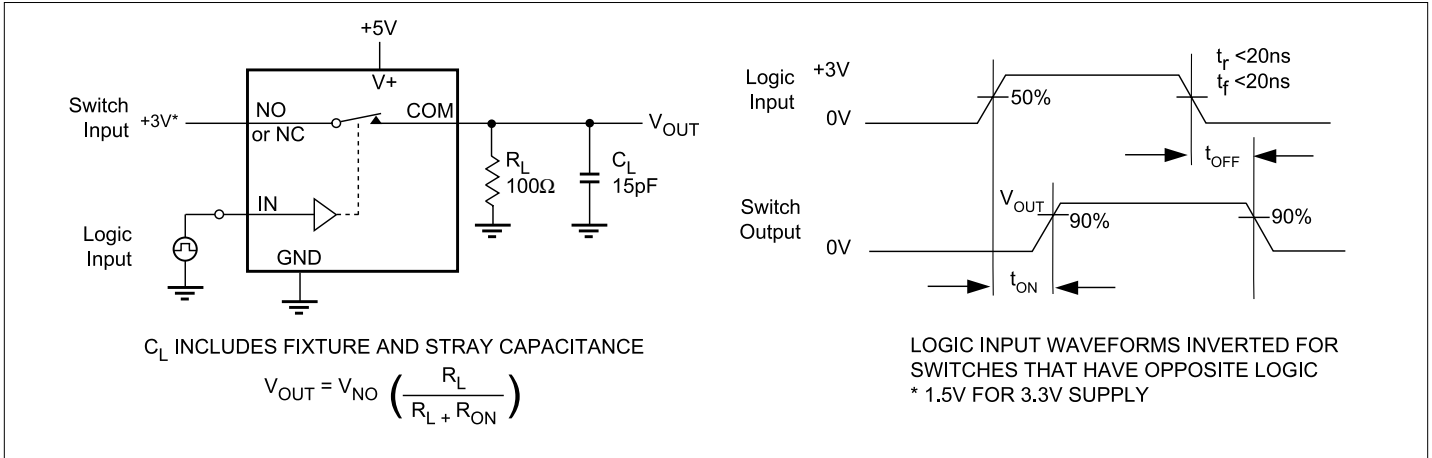 +5V
V+
Switch
Input
+3V*
NO
or NC
COM
VOUT
RL
100Ω
CL
15pF
IN
Logic
Input
GND
CL INCLUDES FIXTURE AND STRAY CAPACITANCE
VOUT = VNO ( RL / RL + RON )
Logic
Input
+3V
0V
50%
tr <20ns
tf <20ns
tOFF
Switch
Output
VOUT
0V
90%
90%
tON
LOGIC INPUT WAVEFORMS INVERTED FOR
SWITCHES THAT HAVE OPPOSITE LOGIC
* 1.5V FOR 3.3V SUPPLY